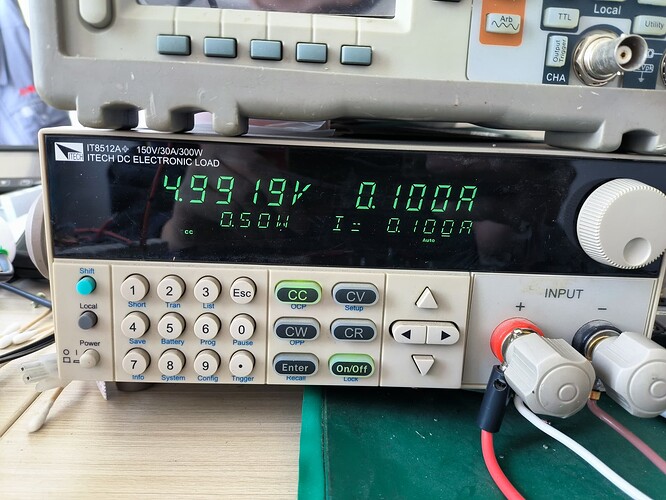 Arb
TTL
Local
Utility
Output
Trigger
CHA
ITECH
IT8512A+ 150V/30A/300W
ITECH DC ELECTRONIC LOAD
4.9919V 0.100A
0.50W I= 0.100A
CC
Auto
Shift
Local
Power
1 2 3 Esc
Short Tran List
4 5 6 0
Save Battery Prog Pause
7 8 9 •
Info System Config Trigger
CC CV
OCP Setup
CW CR
OPP
Enter On/Off
Recall Lock
INPUT
+ −